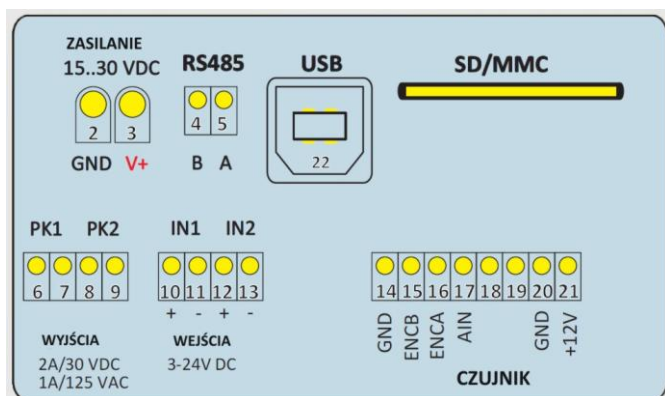 ZASILANIE
15..30 VDC
RS485
USB
SD/MMC
2 3
4 5
22
GND V+
B A
PK1 PK2
IN1 IN2
6 7 8 9
10 11 12 13
14 15 16 17 18 19 20 21
+ - + -
GND ENCB ENCA AIN GND +12V
WYJŚCIA
2A/30 VDC
1A/125 VAC
WEJŚCIA
3-24V DC
CZUJNIK